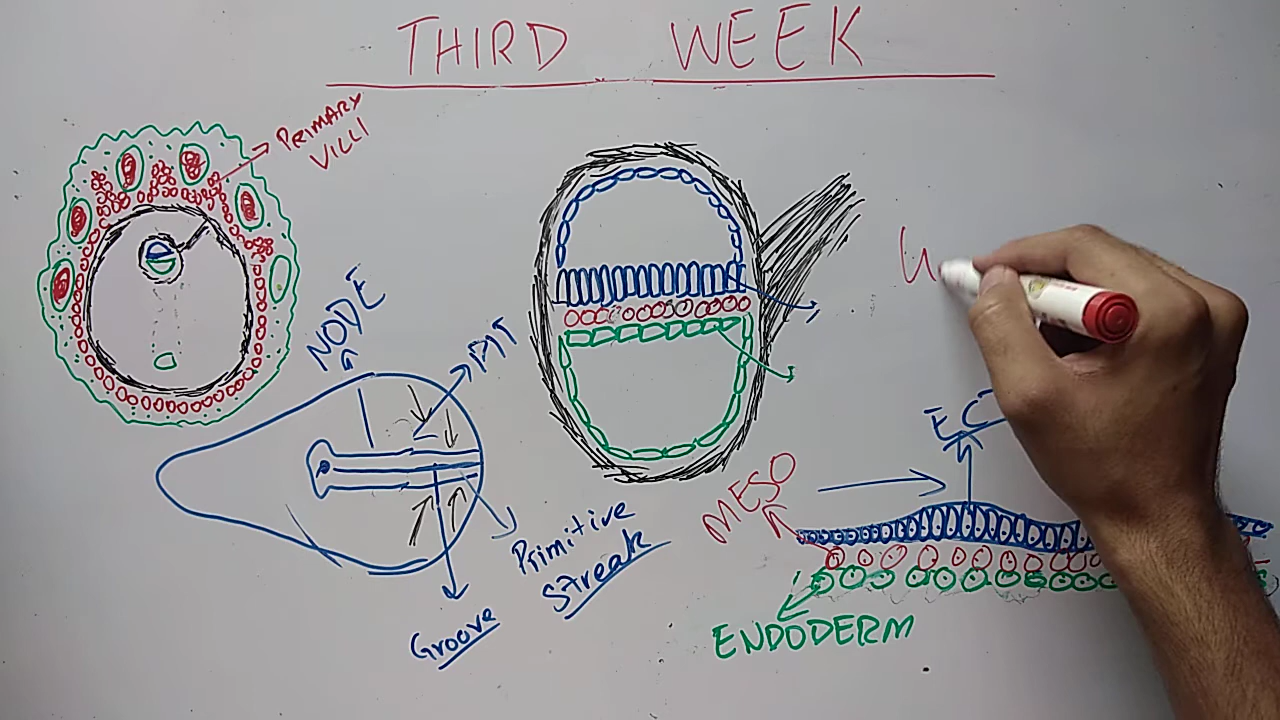 THIRD WEEK
PRIMARY
VILLI
NODE
PIT
Primitive
Streak
Groove
MESO
ENDODERM